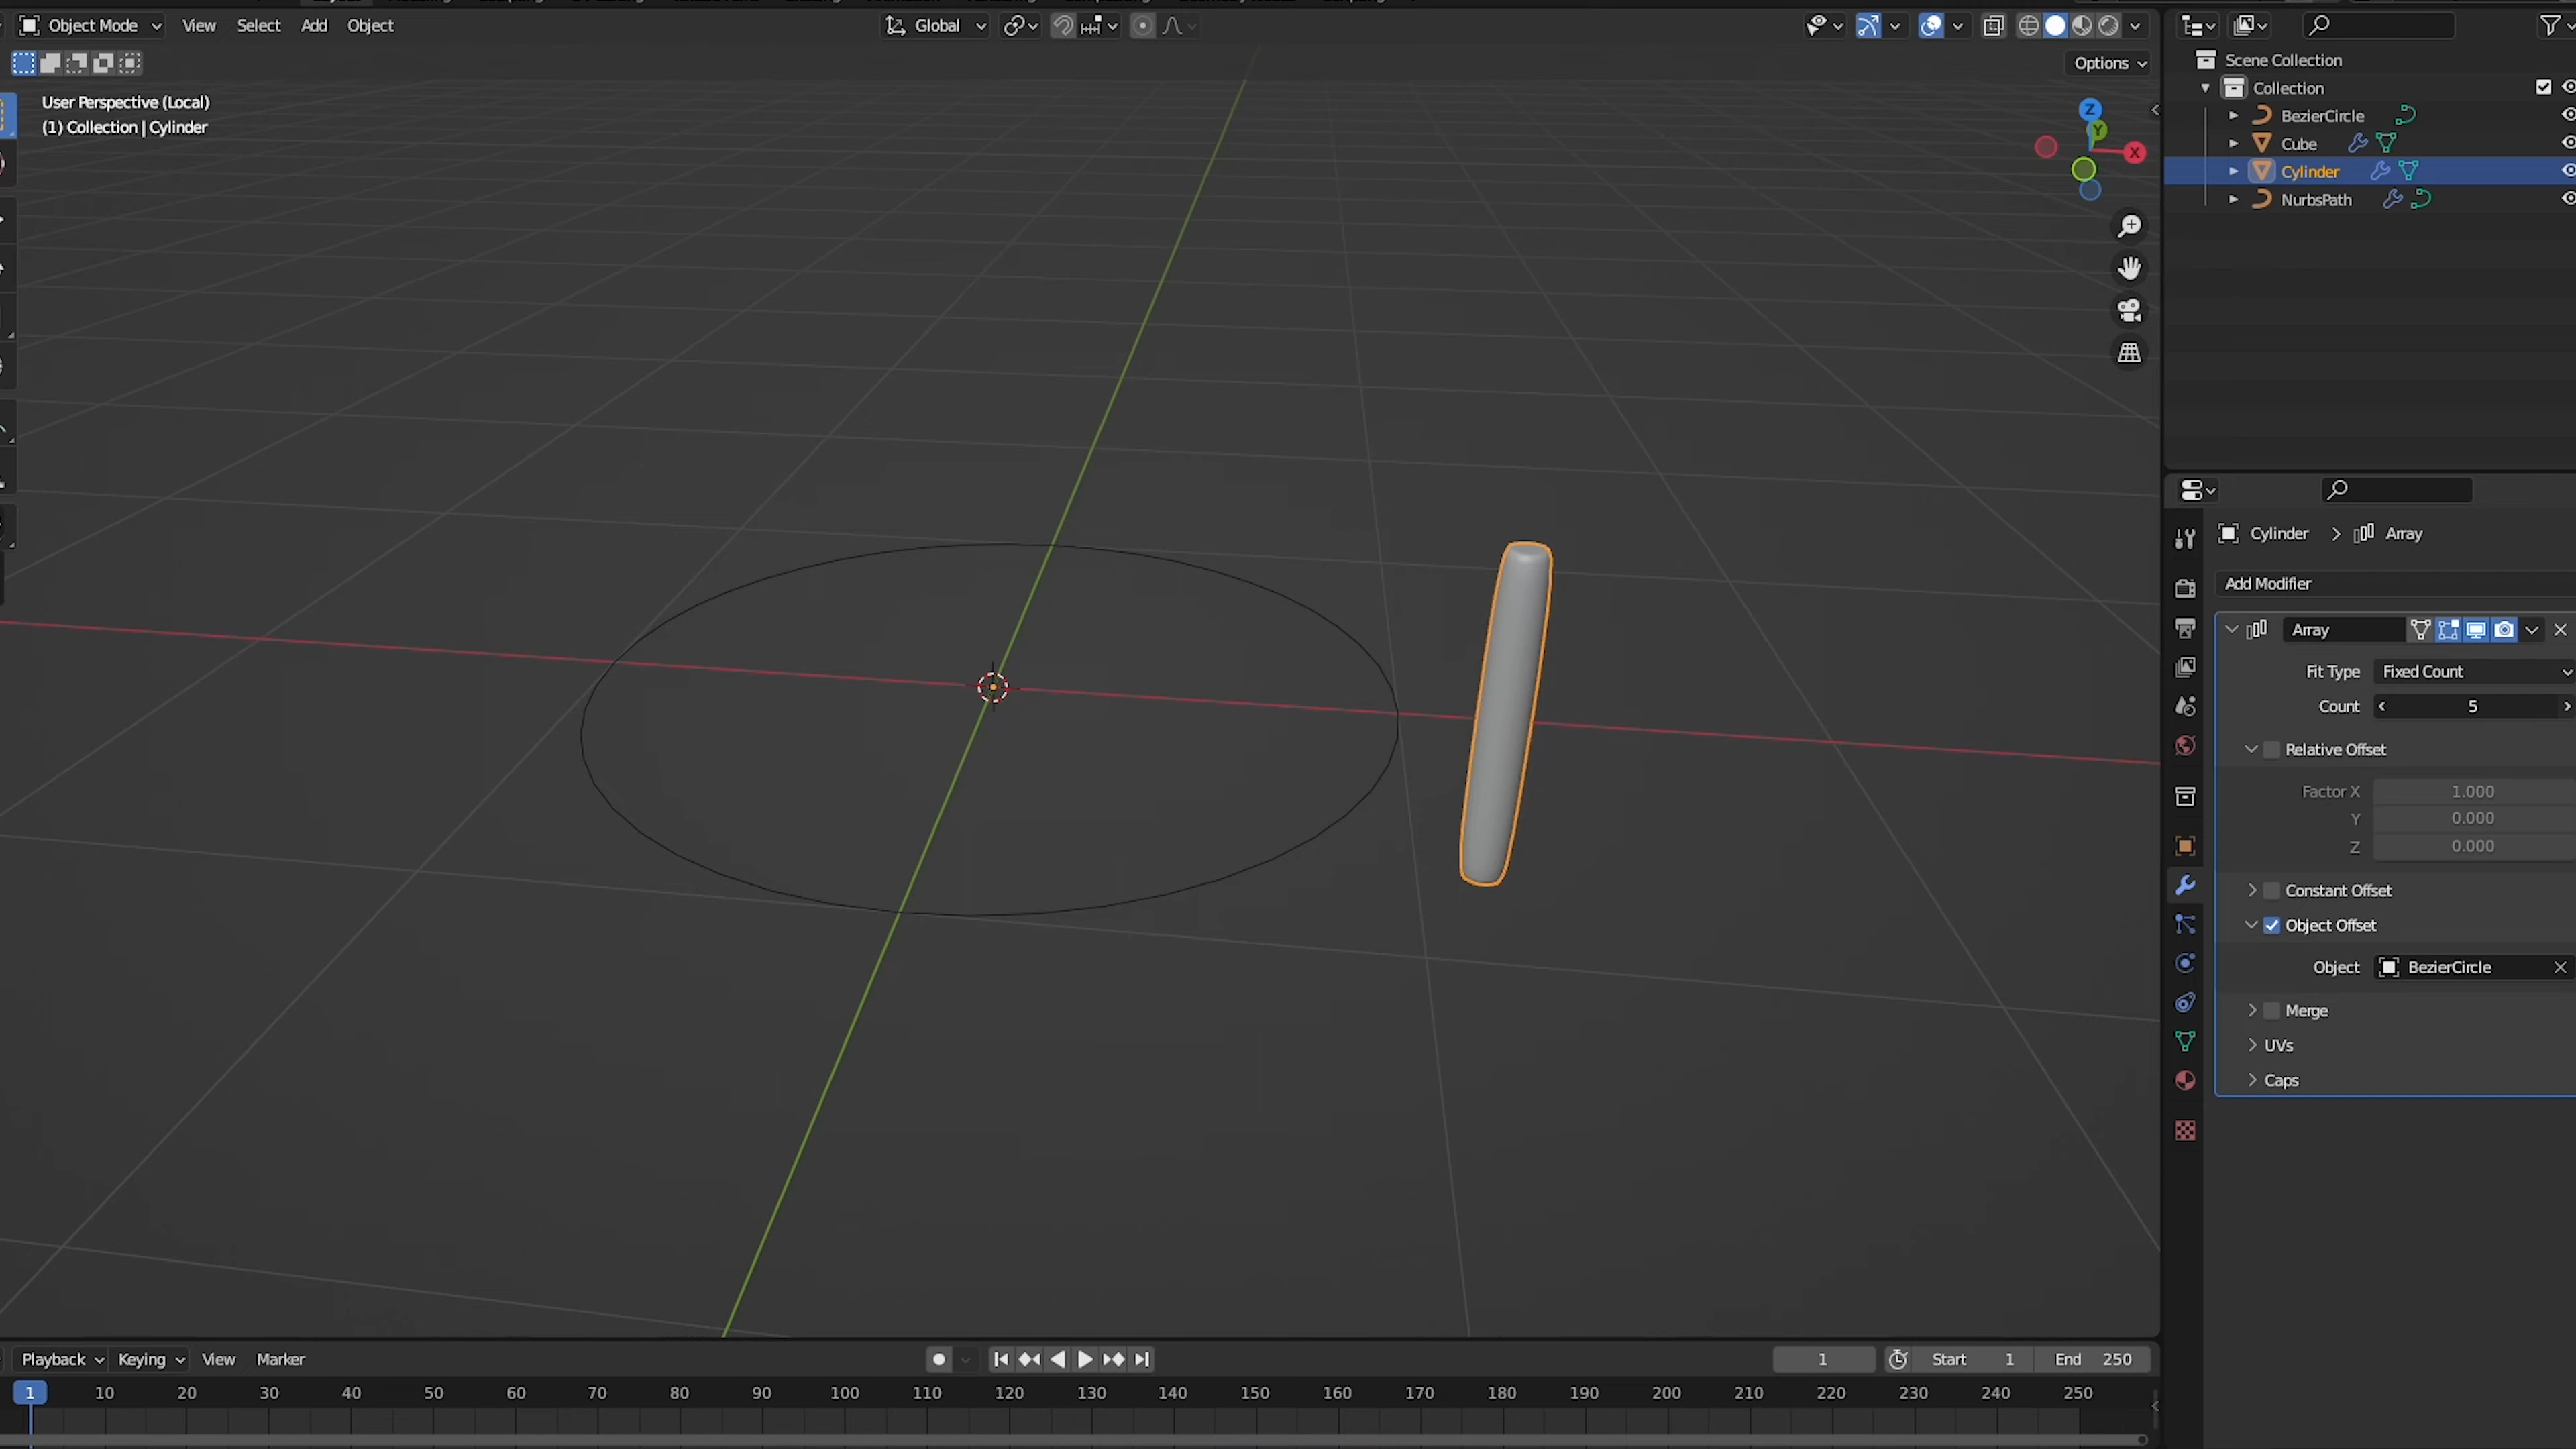 Object Mode View Select Add Object Global
Options
User Perspective (Local)
(1) Collection | Cylinder
Z
Y
X
Scene Collection
Collection
BezierCircle
Cube
Cylinder
NurbsPath
Cylinder > Array
Add Modifier
Array
Fit Type Fixed Count
Count 5
Relative Offset
Factor X 1.000
Y 0.000
Z 0.000
Constant Offset
Object Offset
Object BezierCircle
Merge
UVs
Caps
Playback Keying View Marker 1 Start 1 End 250
1 10 20 30 40 50 60 70 80 90 100 110 120 130 140 150 160 170 180 190 200 210 220 230 240 250